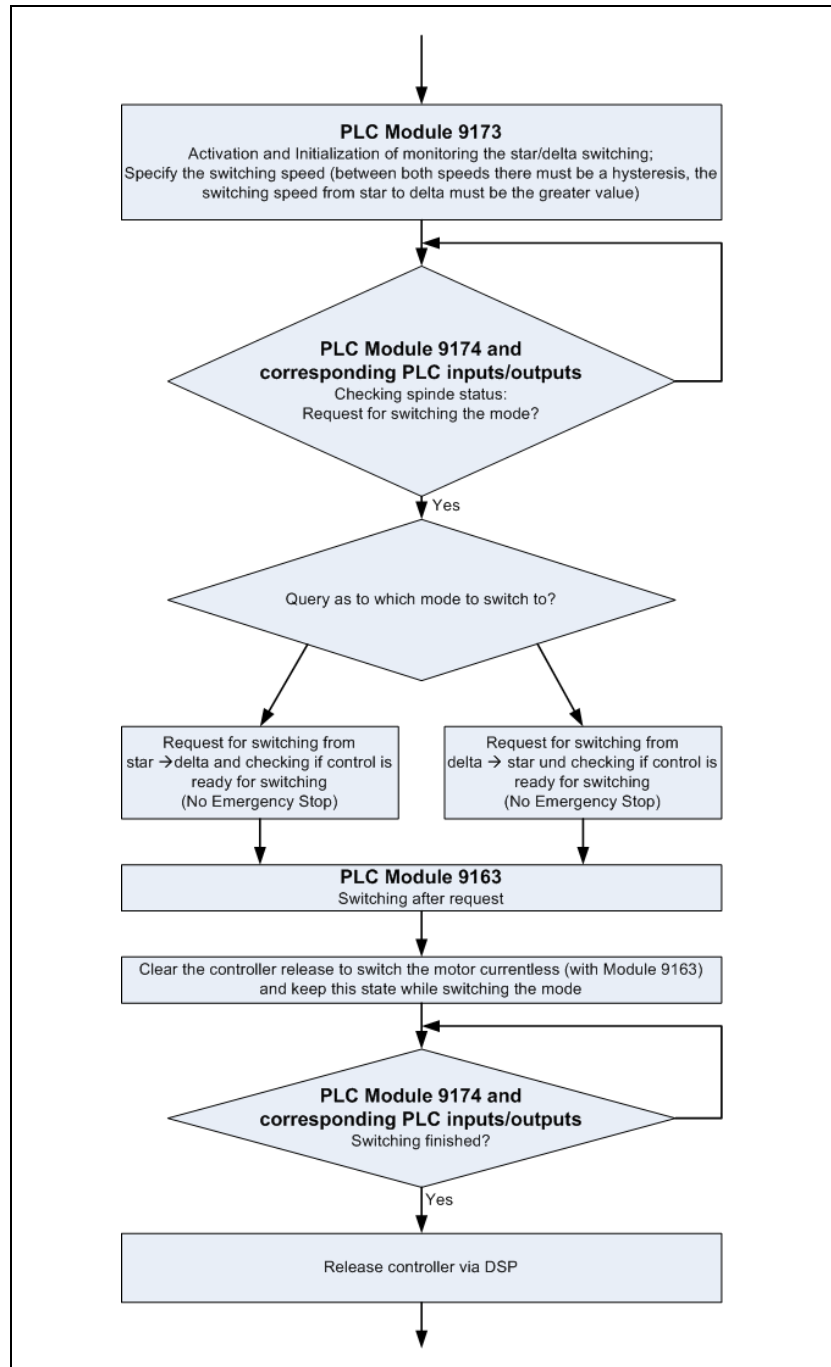 PLC Module 9173
Activation and Initialization of monitoring the star/delta switching;
Specify the switching speed (between both speeds there must be a hysteresis, the
switching speed from star to delta must be the greater value)
PLC Module 9174 and
corresponding PLC inputs/outputs
Checking spinde status:
Request for switching the mode?
Yes
Query as to which mode to switch to?
Request for switching from
star → delta and checking if control is
ready for switching
(No Emergency Stop)
Request for switching from
delta → star und checking if control is
ready for switching
(No Emergency Stop)
PLC Module 9163
Switching after request
Clear the controller release to switch the motor currentless (with Module 9163)
and keep this state while switching the mode
PLC Module 9174 and
corresponding PLC inputs/outputs
Switching finished?
Yes
Release controller via DSP